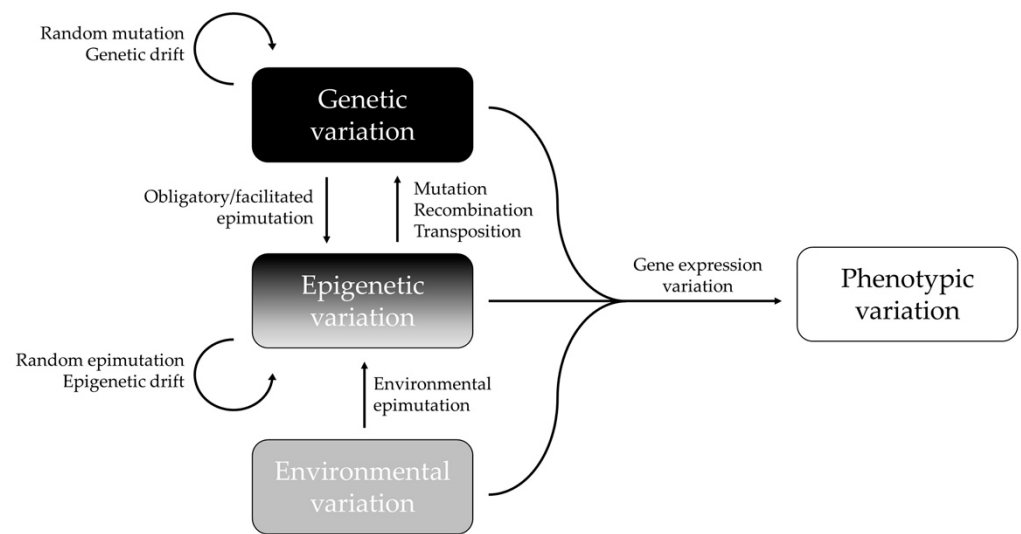 Random mutation
Genetic drift
Genetic
variation
Obligatory/facilitated
epimutation
Mutation
Recombination
Transposition
Epigenetic
variation
Gene expression
variation
Phenotypic
variation
Random epimutation
Epigenetic drift
Environmental
epimutation
Environmental
variation